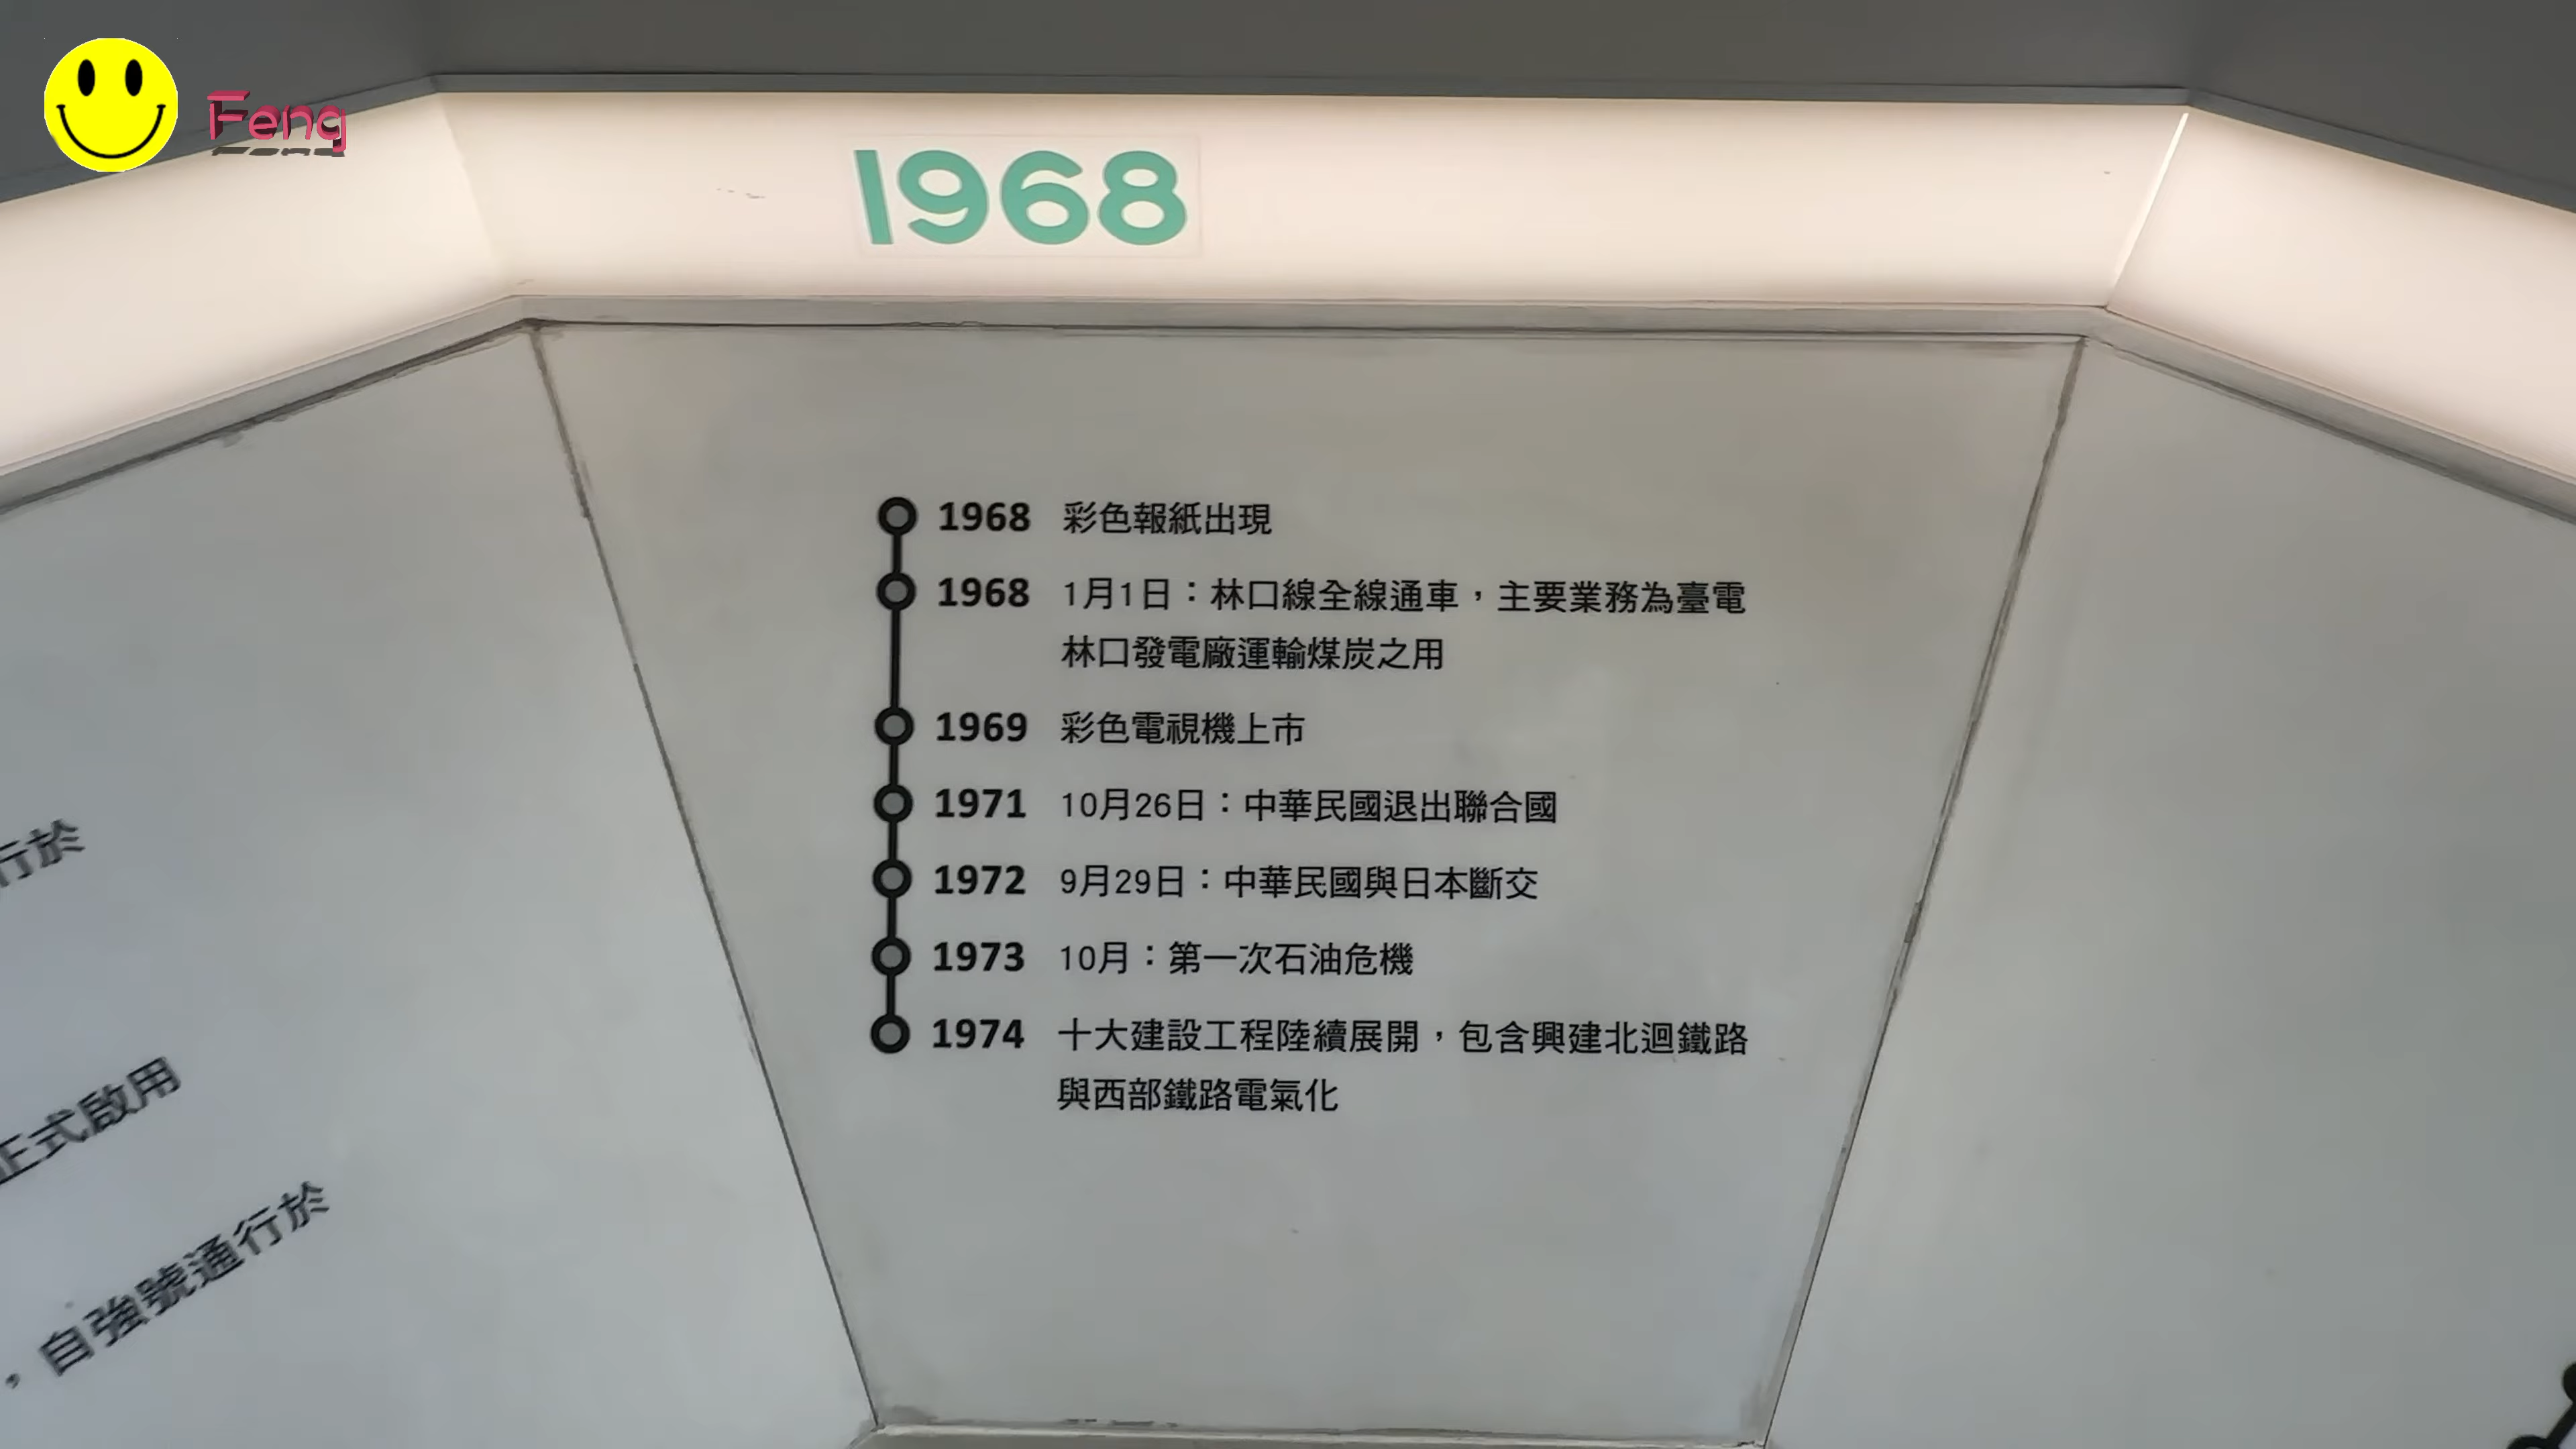 Feng
1968
1968 彩色報紙出現
1968 1月1日：林口線全線通車，主要業務為臺電
林口發電廠運輸煤炭之用
1969 彩色電視機上市
1971 10月26日：中華民國退出聯合國
1972 9月29日：中華民國與日本斷交
1973 10月：第一次石油危機
1974 十大建設工程陸續展開，包含興建北迴鐵路
與西部鐵路電氣化
行於
正式啟用
，自強號通行於